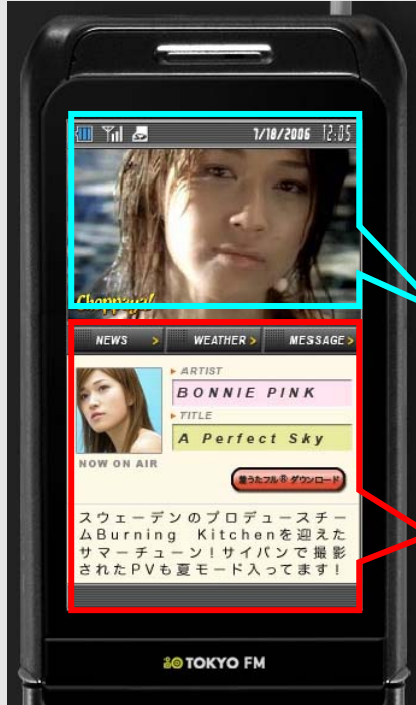 7/18/2006 12:05
Choppaya!
NEWS >
WEATHER >
MESSAGE >
ARTIST
BONNIE PINK
TITLE
A Perfect Sky
NOW ON AIR
着うたフル® ダウンロード
スウェーデンのプロデュースチー
ムBurning Kitchenを迎えた
サマーチューン！サイパンで撮影
されたPVも夏モード入ってます！
TOKYO FM